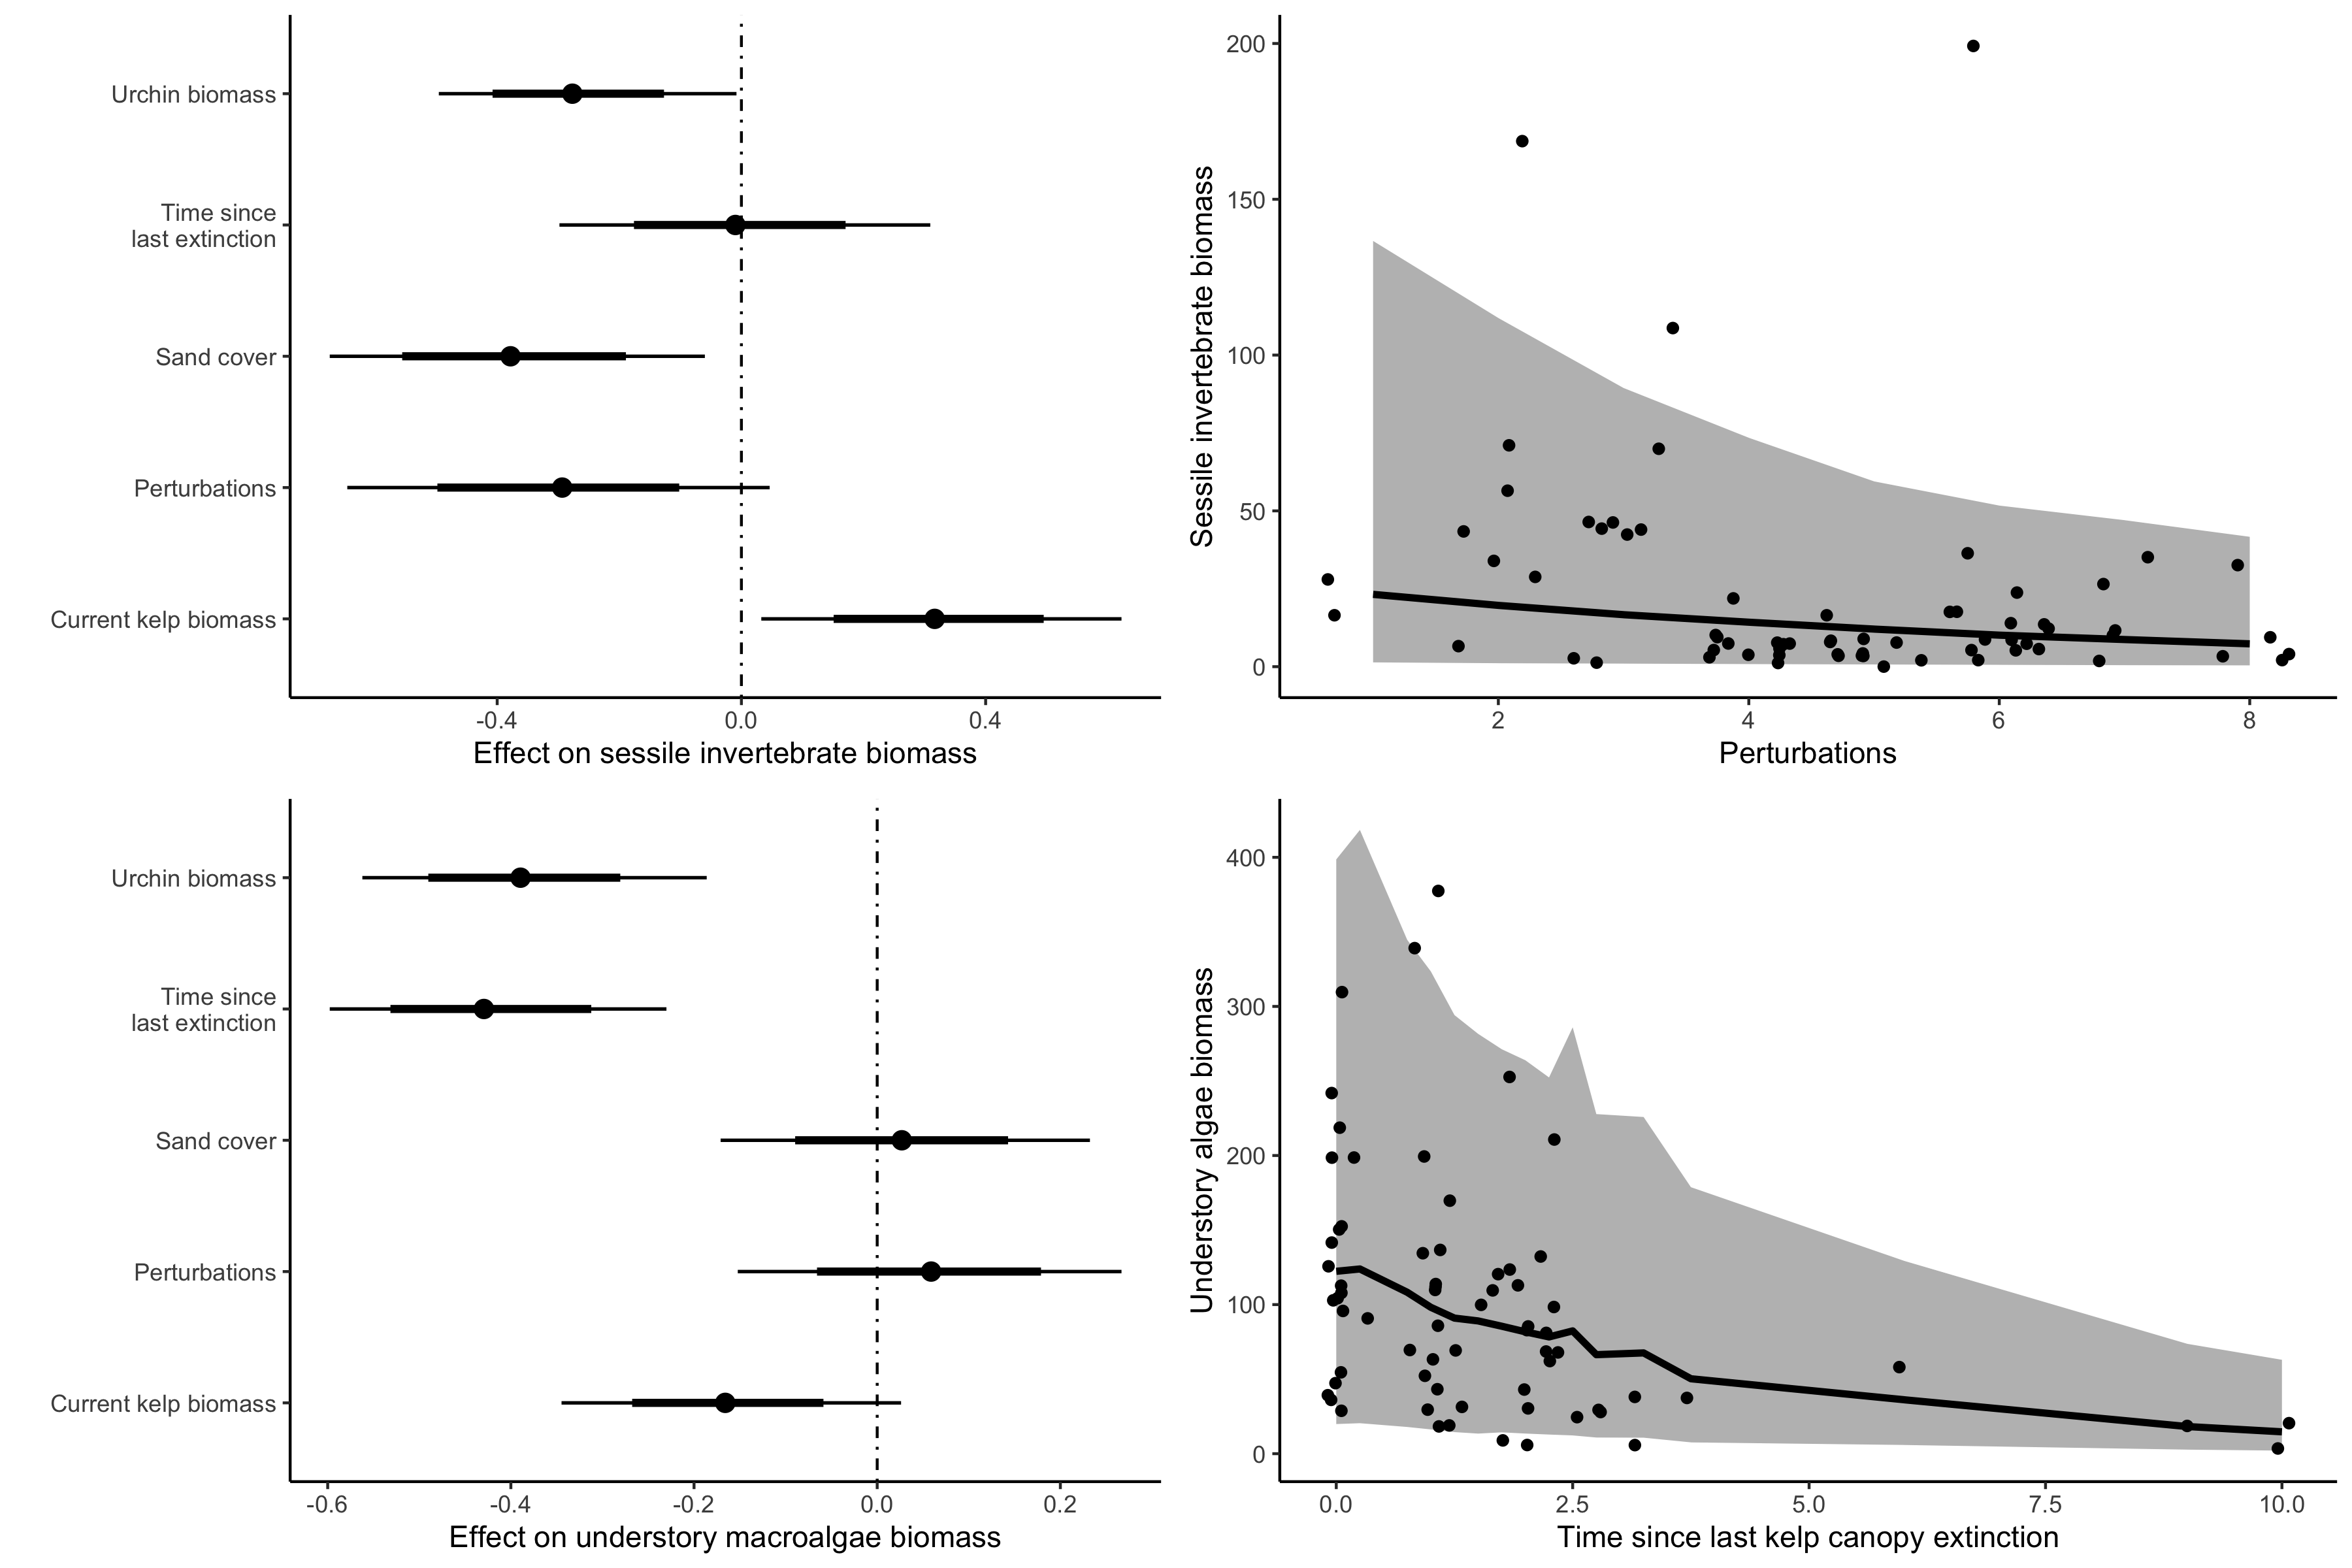 Urchin biomass
Time since
last extinction
Sand cover
Perturbations
Current kelp biomass
-0.4 0.0 0.4
Effect on sessile invertebrate biomass
Sessile invertebrate biomass
200
150
100
50
0
2 4 6 8
Perturbations
Urchin biomass
Time since
last extinction
Sand cover
Perturbations
Current kelp biomass
-0.6 -0.4 -0.2 0.0 0.2
Effect on understory macroalgae biomass
Understory algae biomass
400
300
200
100
0
0.0 2.5 5.0 7.5 10.0
Time since last kelp canopy extinction